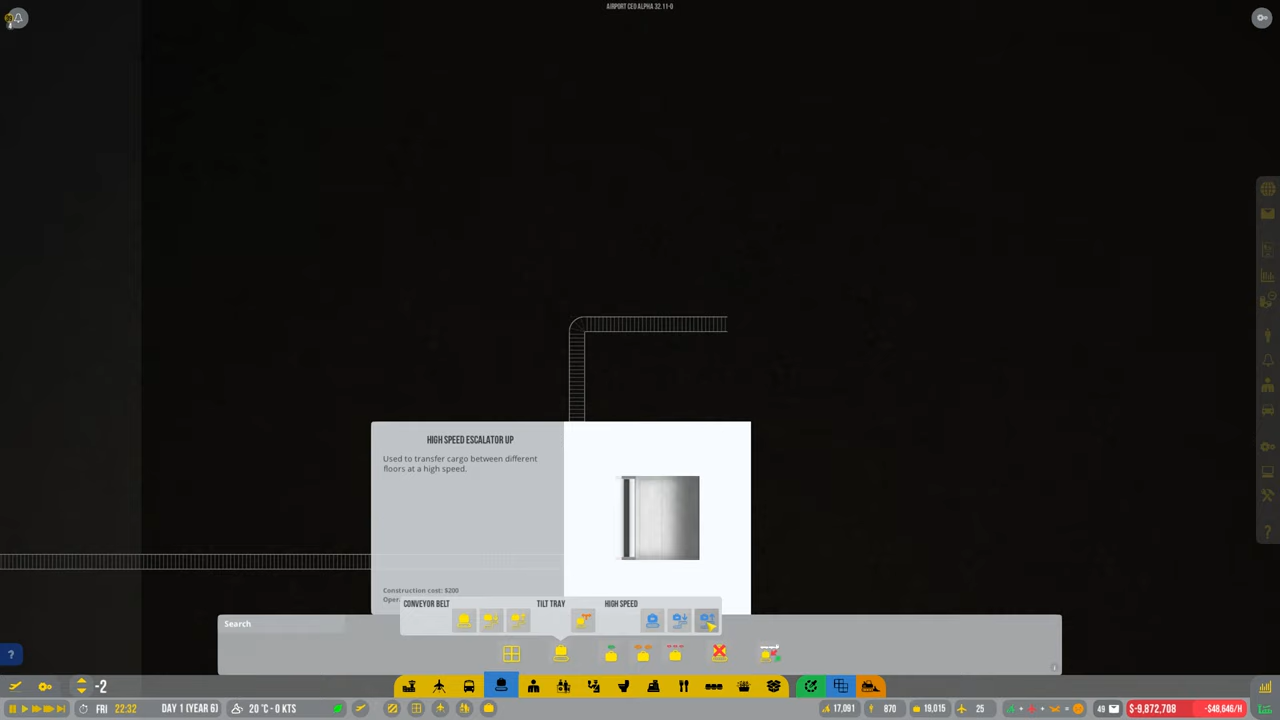 AIRPORT CEO ALPHA 32.11-0
HIGH SPEED ESCALATOR UP
Used to transfer cargo between different
floors at a high speed.
Construction cost: $200
CONVEYOR BELT
TILT TRAY
HIGH SPEED
Search
?
-2
FRI 22:32 DAY 1 (YEAR 6) 20 °C - 0 KTS
17,091 870 19,015 25 49 $-9,872,708 -$48,646/H